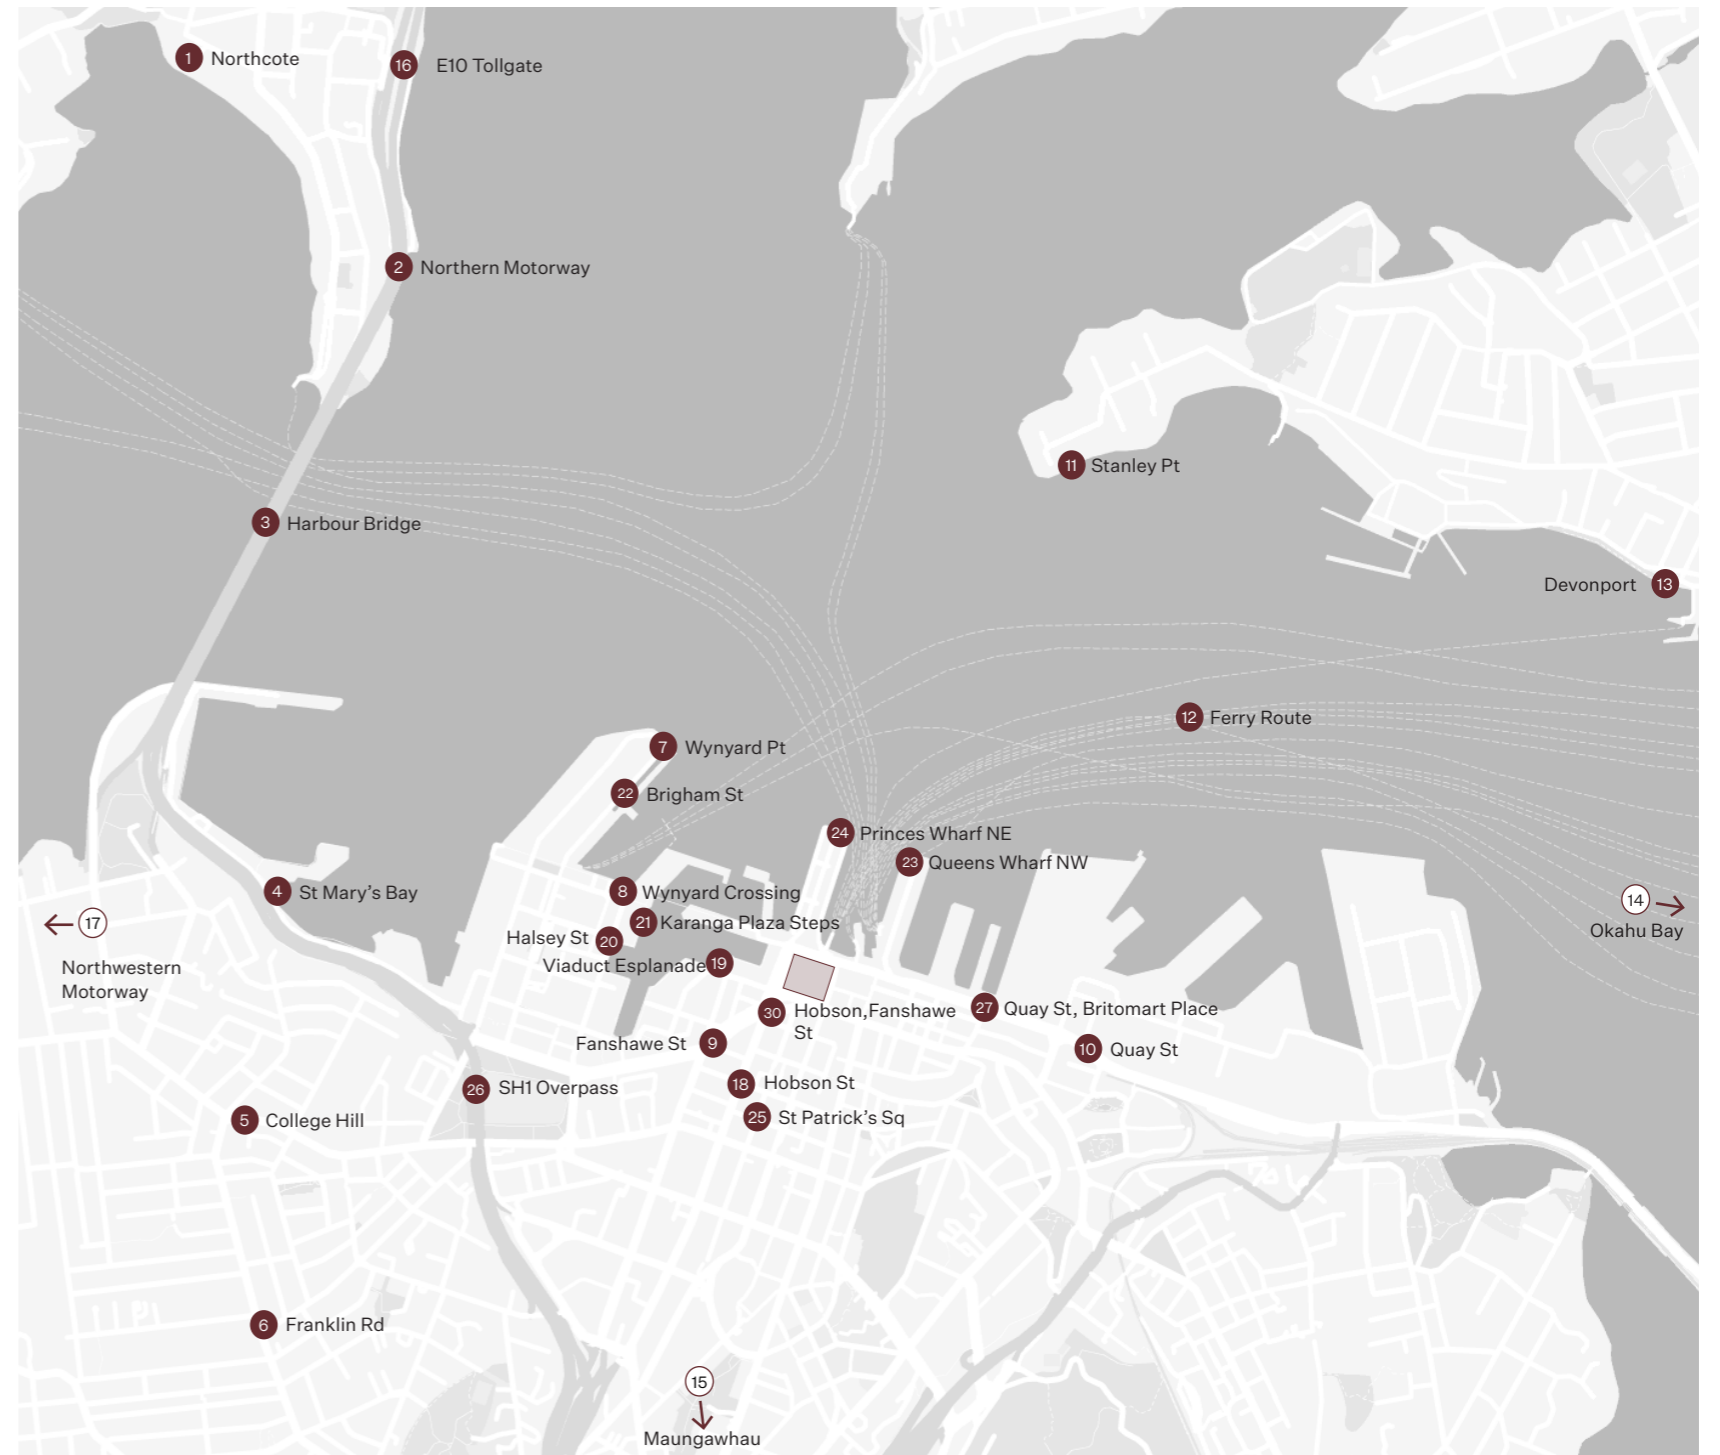 1 Northcote
16 E10 Tollgate
2 Northern Motorway
11 Stanley Pt
3 Harbour Bridge
Devonport 13
12 Ferry Route
7 Wynyard Pt
22 Brigham St
24 Princes Wharf NE
23 Queens Wharf NW
4 St Mary's Bay
8 Wynyard Crossing
14
Okahu Bay
17
Northwestern
Motorway
21 Karanga Plaza Steps
Halsey St 20
Viaduct Esplanade 19
30 Hobson,Fanshawe
St
27 Quay St, Britomart Place
Fanshawe St 9
10 Quay St
26 SH1 Overpass
18 Hobson St
5 College Hill
25 St Patrick's Sq
6 Franklin Rd
15
Maungawhau